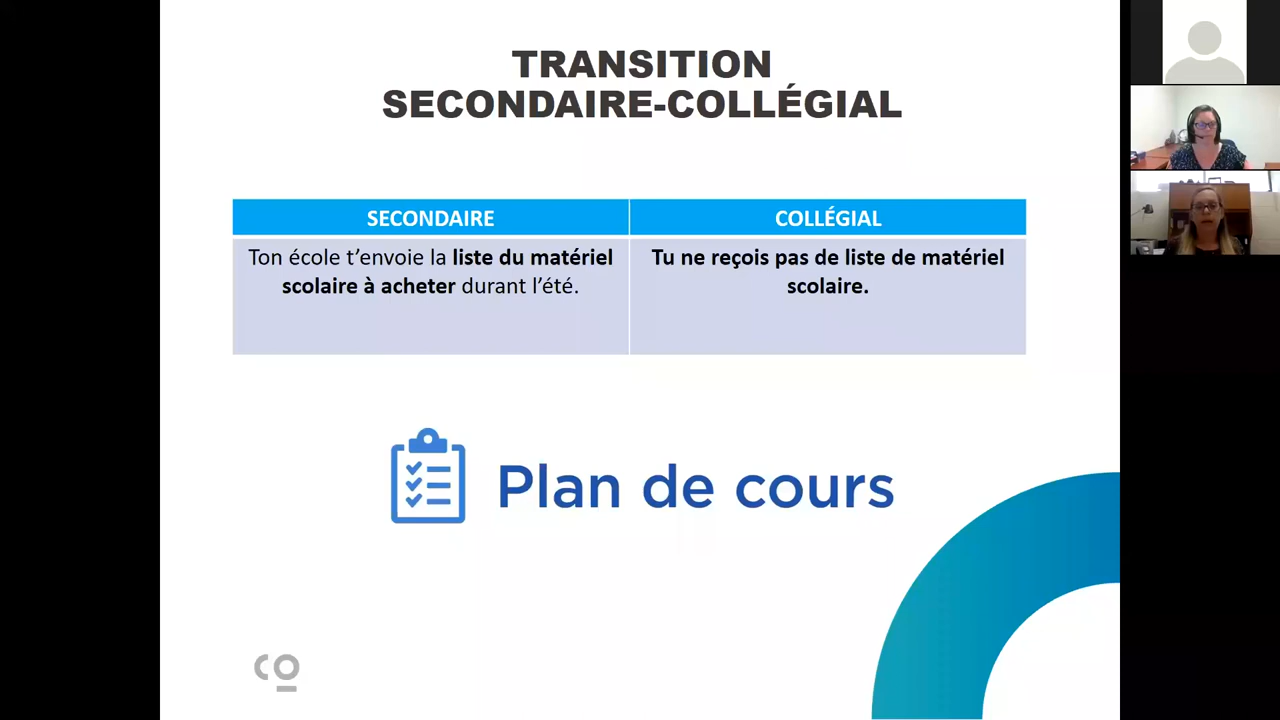 TRANSITION
SECONDAIRE-COLLÉGIAL
SECONDAIRE
COLLÉGIAL
Ton école t’envoie la liste du matériel
scolaire à acheter durant l’été.
Tu ne reçois pas de liste de matériel
scolaire.
Plan de cours
co